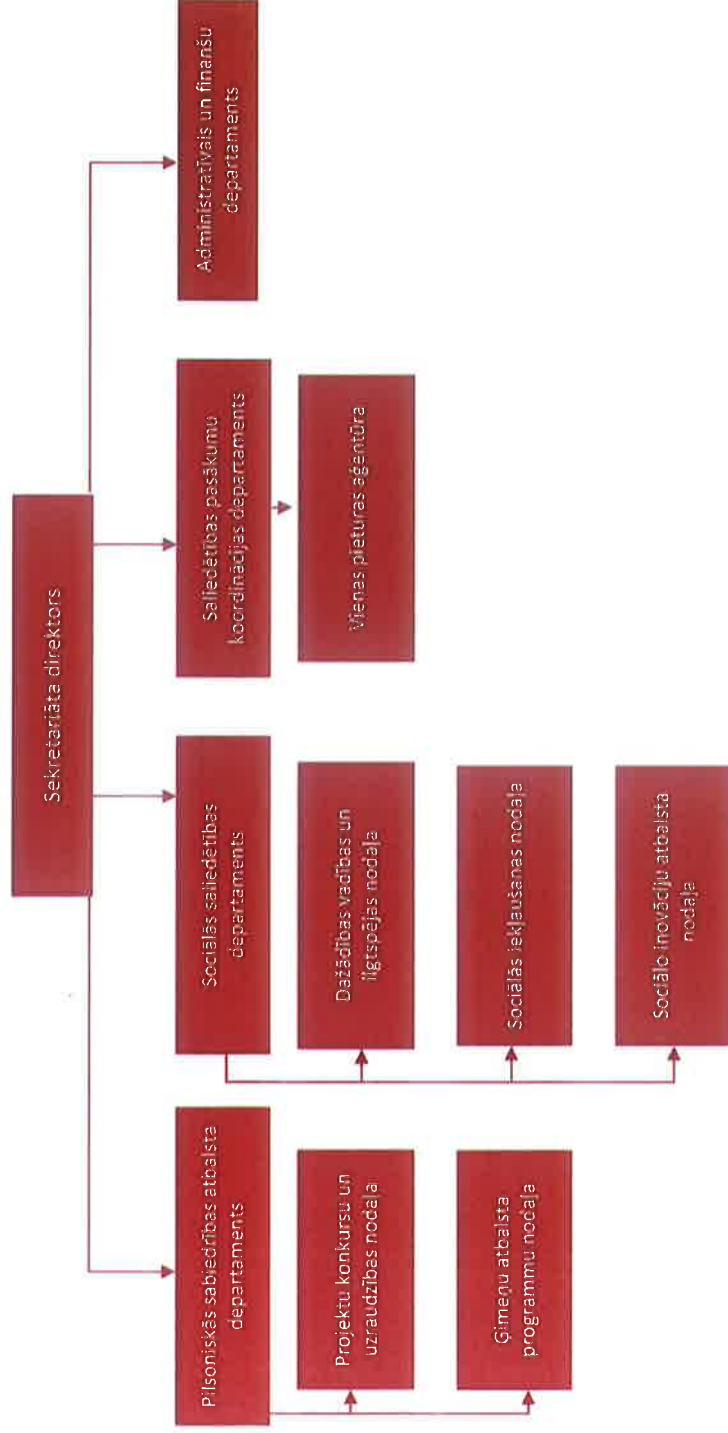 Sekretariāta direktors
Pilsoniskās sabiedrības atbalsta
departaments
Projektu konkursu un
uzraudzības nodaļa
Ģimeņu atbalsta
programmu nodaļa
Sociālās saliedētības
departaments
Dažādības vadības un
ilgtspējas nodaļa
Sociālās iekļaušanas nodaļa
Sociālo inovāciju atbalsta
nodaļa
Saliedētības pasākumu
koordinācijas departaments
Vienas pieturas aģentūra
Administratīvais un finanšu
departaments